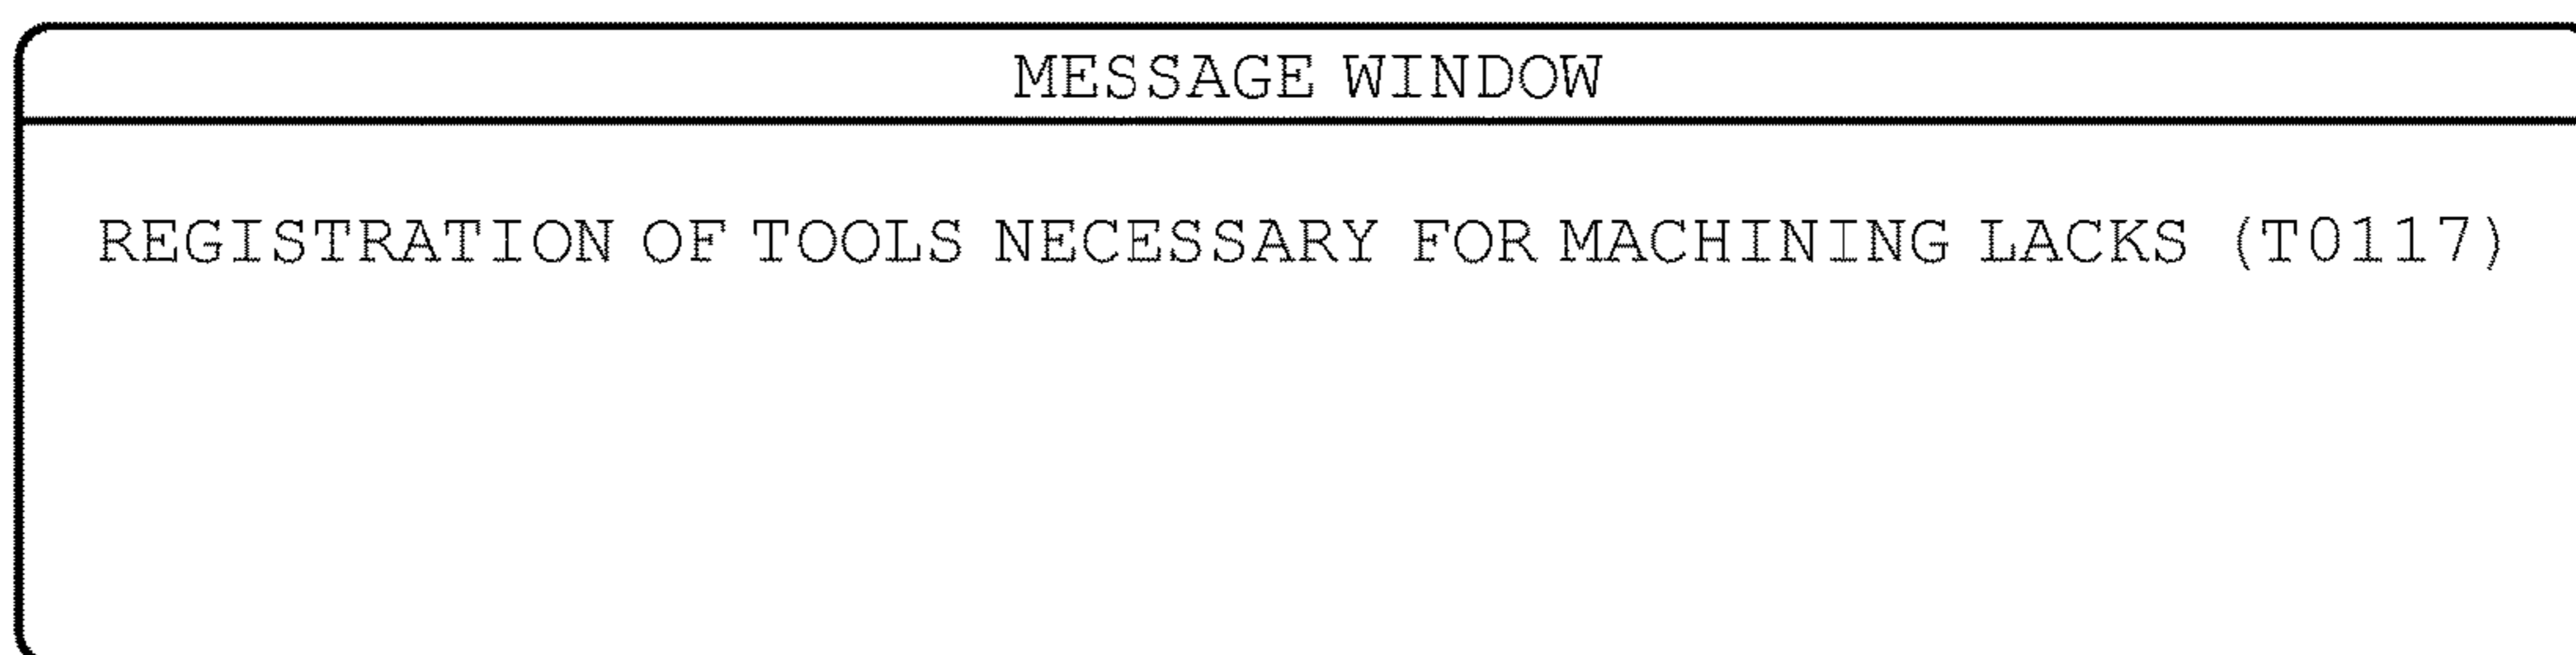 MESSAGE WINDOW
REGISTRATION OF TOOLS NECESSARY FOR MACHINING LACKS (T0117)